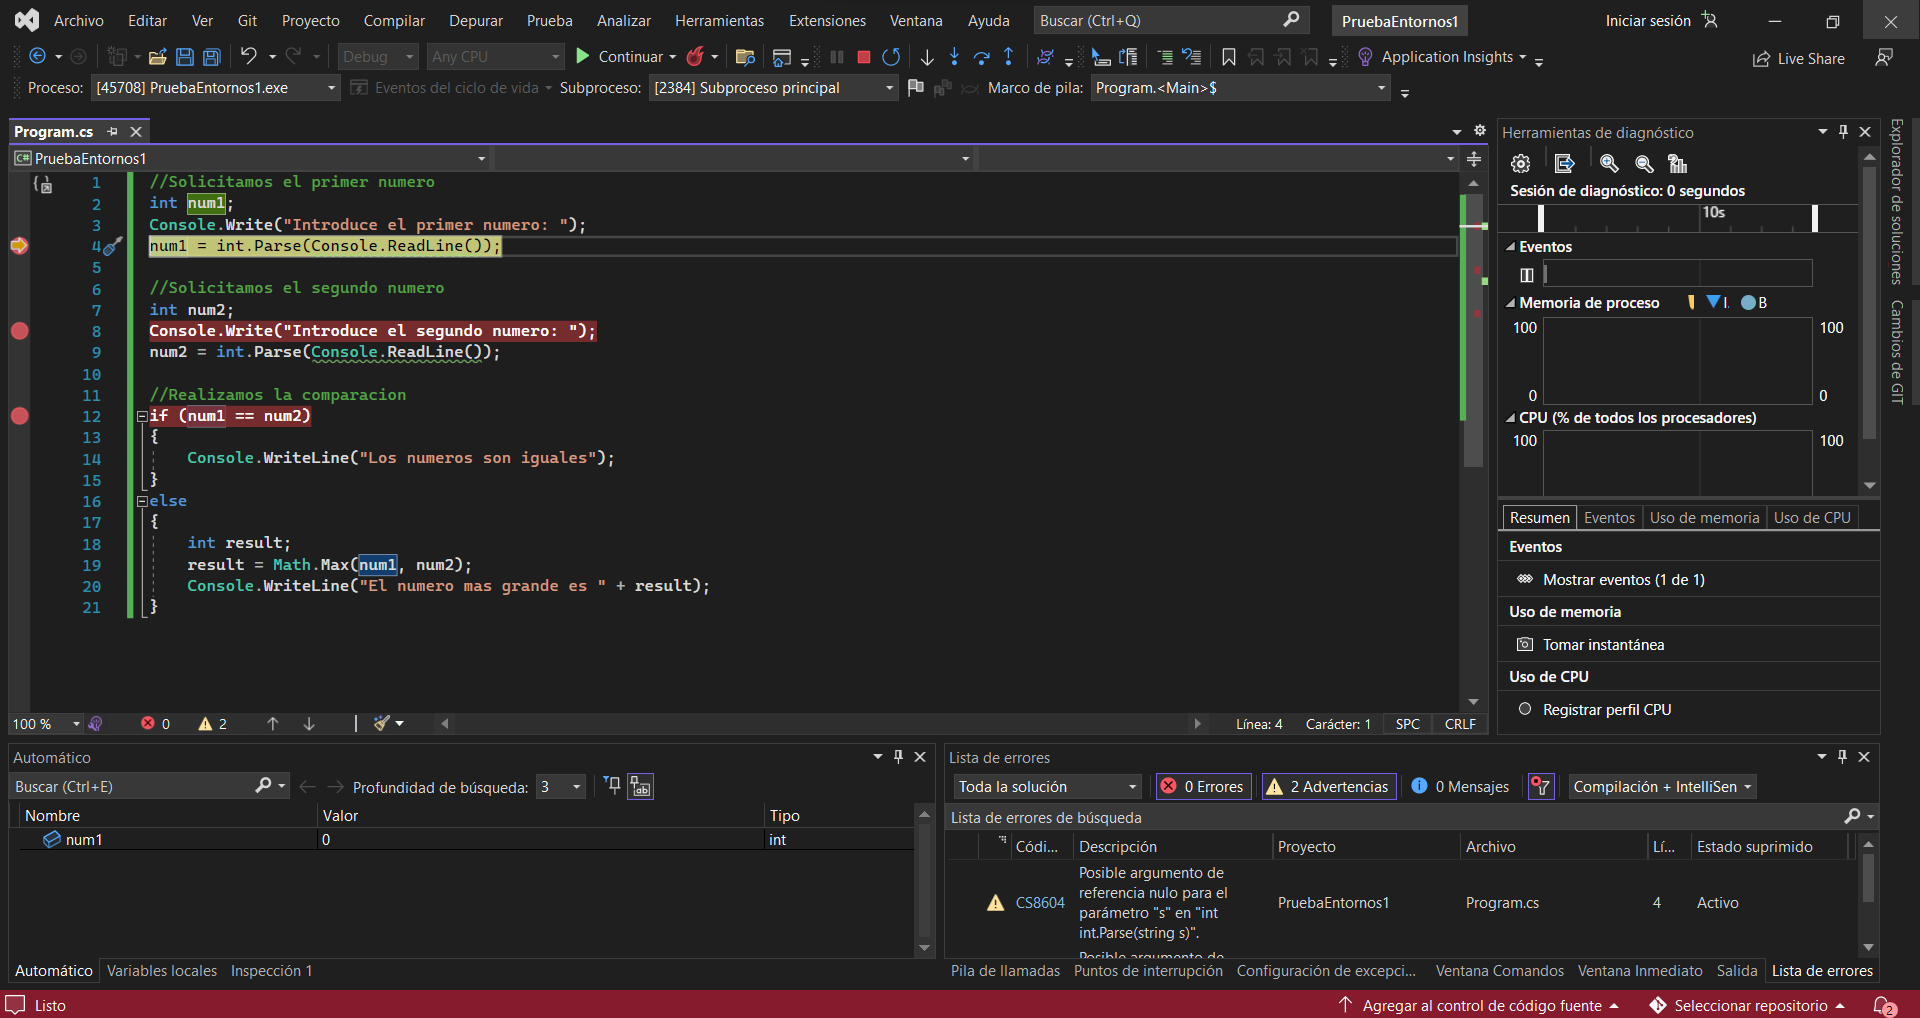 Archivo Editar Ver Git Proyecto Compilar Depurar Prueba Analizar Herramientas Extensiones Ventana Ayuda Buscar (Ctrl+Q) PruebaEntornos1 Iniciar sesión
Debug Any CPU Continuar Application Insights Live Share
Proceso: [45708] PruebaEntornos1.exe Eventos del ciclo de vida Subproceso: [2384] Subproceso principal Marco de pila: Program.<Main>$
Program.cs
C# PruebaEntornos1
1 //Solicitamos el primer numero
2 int num1;
3 Console.Write("Introduce el primer numero: ");
4 num1 = int.Parse(Console.ReadLine());
5
6 //Solicitamos el segundo numero
7 int num2;
8 Console.Write("Introduce el segundo numero: ");
9 num2 = int.Parse(Console.ReadLine());
10
11 //Realizamos la comparacion
12 if (num1 == num2)
13 {
14 Console.WriteLine("Los numeros son iguales");
15 }
16 else
17 {
18 int result;
19 result = Math.Max(num1, num2);
20 Console.WriteLine("El numero mas grande es " + result);
21 }
100 % 0 2 Línea: 4 Carácter: 1 SPC CRLF
Herramientas de diagnóstico
Sesión de diagnóstico: 0 segundos
10s
Eventos
Memoria de proceso I. B
100 100
0 0
CPU (% de todos los procesadores)
100 100
Resumen Eventos Uso de memoria Uso de CPU
Eventos
Mostrar eventos (1 de 1)
Uso de memoria
Tomar instantánea
Uso de CPU
Registrar perfil CPU
Explorador de soluciones
Cambios de GIT
Automático
Buscar (Ctrl+E) Profundidad de búsqueda: 3
Nombre Valor Tipo
num1 0 int
Automático Variables locales Inspección 1
Lista de errores
Toda la solución 0 Errores 2 Advertencias 0 Mensajes Compilación + IntelliSen
Lista de errores de búsqueda
Códi... Descripción Proyecto Archivo Lí... Estado suprimido
CS8604 Posible argumento de referencia nulo para el parámetro "s" en "int int.Parse(string s)". PruebaEntornos1 Program.cs 4 Activo
Posible argumento de
Pila de llamadas Puntos de interrupción Configuración de excepci... Ventana Comandos Ventana Inmediato Salida Lista de errores
Listo Agregar al control de código fuente Seleccionar repositorio 2